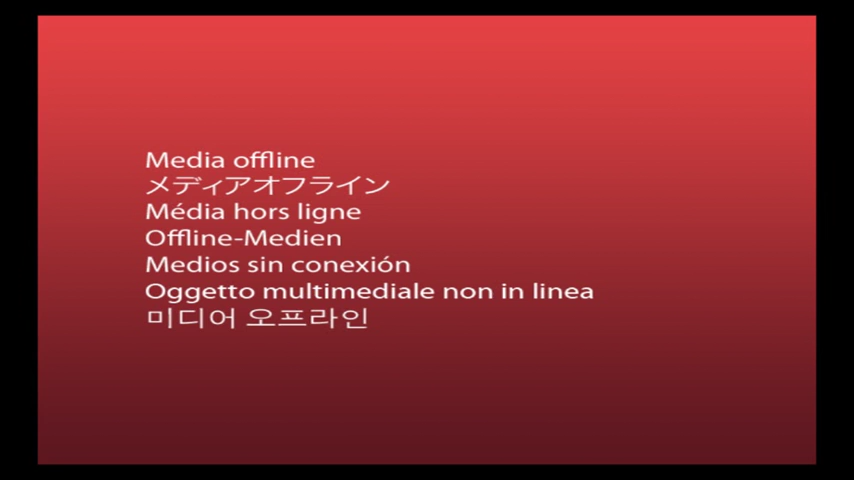 Media offline
メディアオフライン
Média hors ligne
Offline-Medien
Medios sin conexión
Oggetto multimediale non in linea
미디어 오프라인